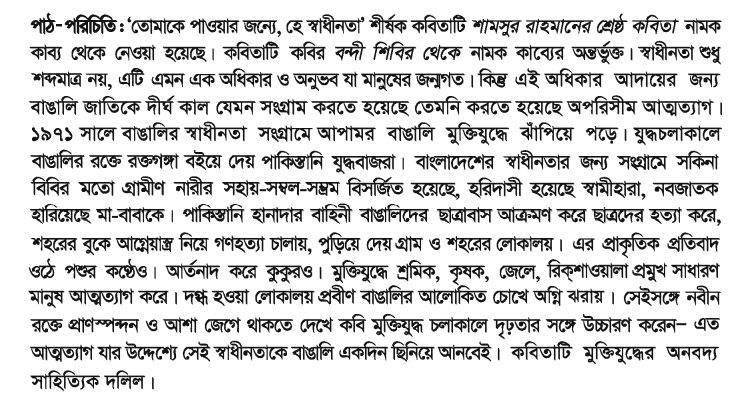 পাঠ-পরিচিতি : ‘তোমাকে পাওয়ার জন্যে, হে স্বাধীনতা’ শীর্ষক কবিতাটি শামসুর রাহমানের শ্রেষ্ঠ কবিতা নামক
কাব্য থেকে নেওয়া হয়েছে। কবিতাটি কবির বন্দী শিবির থেকে নামক কাব্যের অন্তর্ভুক্ত। স্বাধীনতা শুধু
শব্দমাত্র নয়, এটি এমন এক অধিকার ও অনুভব যা মানুষের জন্মগত। কিন্তু এই অধিকার আদায়ের জন্য
বাঙালি জাতিকে দীর্ঘ কাল যেমন সংগ্রাম করতে হয়েছে তেমনি করতে হয়েছে অপরিসীম আত্মত্যাগ।
১৯৭১ সালে বাঙালির স্বাধীনতা সংগ্রামে আপামর বাঙালি মুক্তিযুদ্ধে ঝাঁপিয়ে পড়ে। যুদ্ধচলাকালে
বাঙালির রক্তে রক্তগঙ্গা বইয়ে দেয় পাকিস্তানি যুদ্ধবাজরা। বাংলাদেশের স্বাধীনতার জন্য সংগ্রামে সকিনা
বিবির মতো গ্রামীণ নারীর সহায়-সম্বল-সম্ভ্রম বিসর্জিত হয়েছে, হরিদাসী হয়েছে স্বামীহারা, নবজাতক
হারিয়েছে মা-বাবাকে। পাকিস্তানি হানাদার বাহিনী বাঙালিদের ছাত্রাবাস আক্রমণ করে ছাত্রদের হত্যা করে,
শহরের বুকে আগ্নেয়াস্ত্র নিয়ে গণহত্যা চালায়, পুড়িয়ে দেয় গ্রাম ও শহরের লোকালয়। এর প্রাকৃতিক প্রতিবাদ
ওঠে পশুর কণ্ঠেও। আর্তনাদ করে কুকুরও। মুক্তিযুদ্ধে শ্রমিক, কৃষক, জেলে, রিক্‌শাওয়ালা প্রমুখ সাধারণ
মানুষ আত্মত্যাগ করে। দগ্ধ হওয়া লোকালয় প্রবীণ বাঙালির আলোকিত চোখে অগ্নি ঝরায়। সেইসঙ্গে নবীন
রক্তে প্রাণস্পন্দন ও আশা জেগে থাকতে দেখে কবি মুক্তিযুদ্ধ চলাকালে দৃঢ়তার সঙ্গে উচ্চারণ করেন– এত
আত্মত্যাগ যার উদ্দেশ্যে সেই স্বাধীনতাকে বাঙালি একদিন ছিনিয়ে আনবেই। কবিতাটি মুক্তিযুদ্ধের অনবদ্য
সাহিত্যিক দলিল।